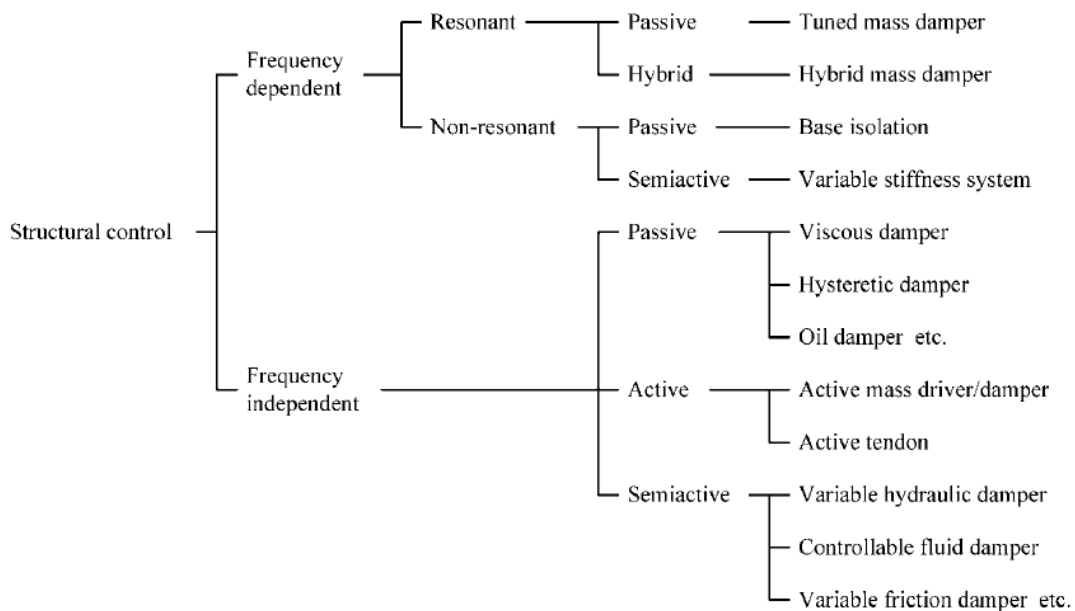 Resonant Passive Tuned mass damper
Frequency
dependent
Hybrid Hybrid mass damper
Non-resonant Passive Base isolation
Semiactive Variable stiffness system
Structural control Passive Viscous damper
Hysteretic damper
Oil damper etc.
Frequency
independent
Active Active mass driver/damper
Active tendon
Semiactive Variable hydraulic damper
Controllable fluid damper
Variable friction damper etc.